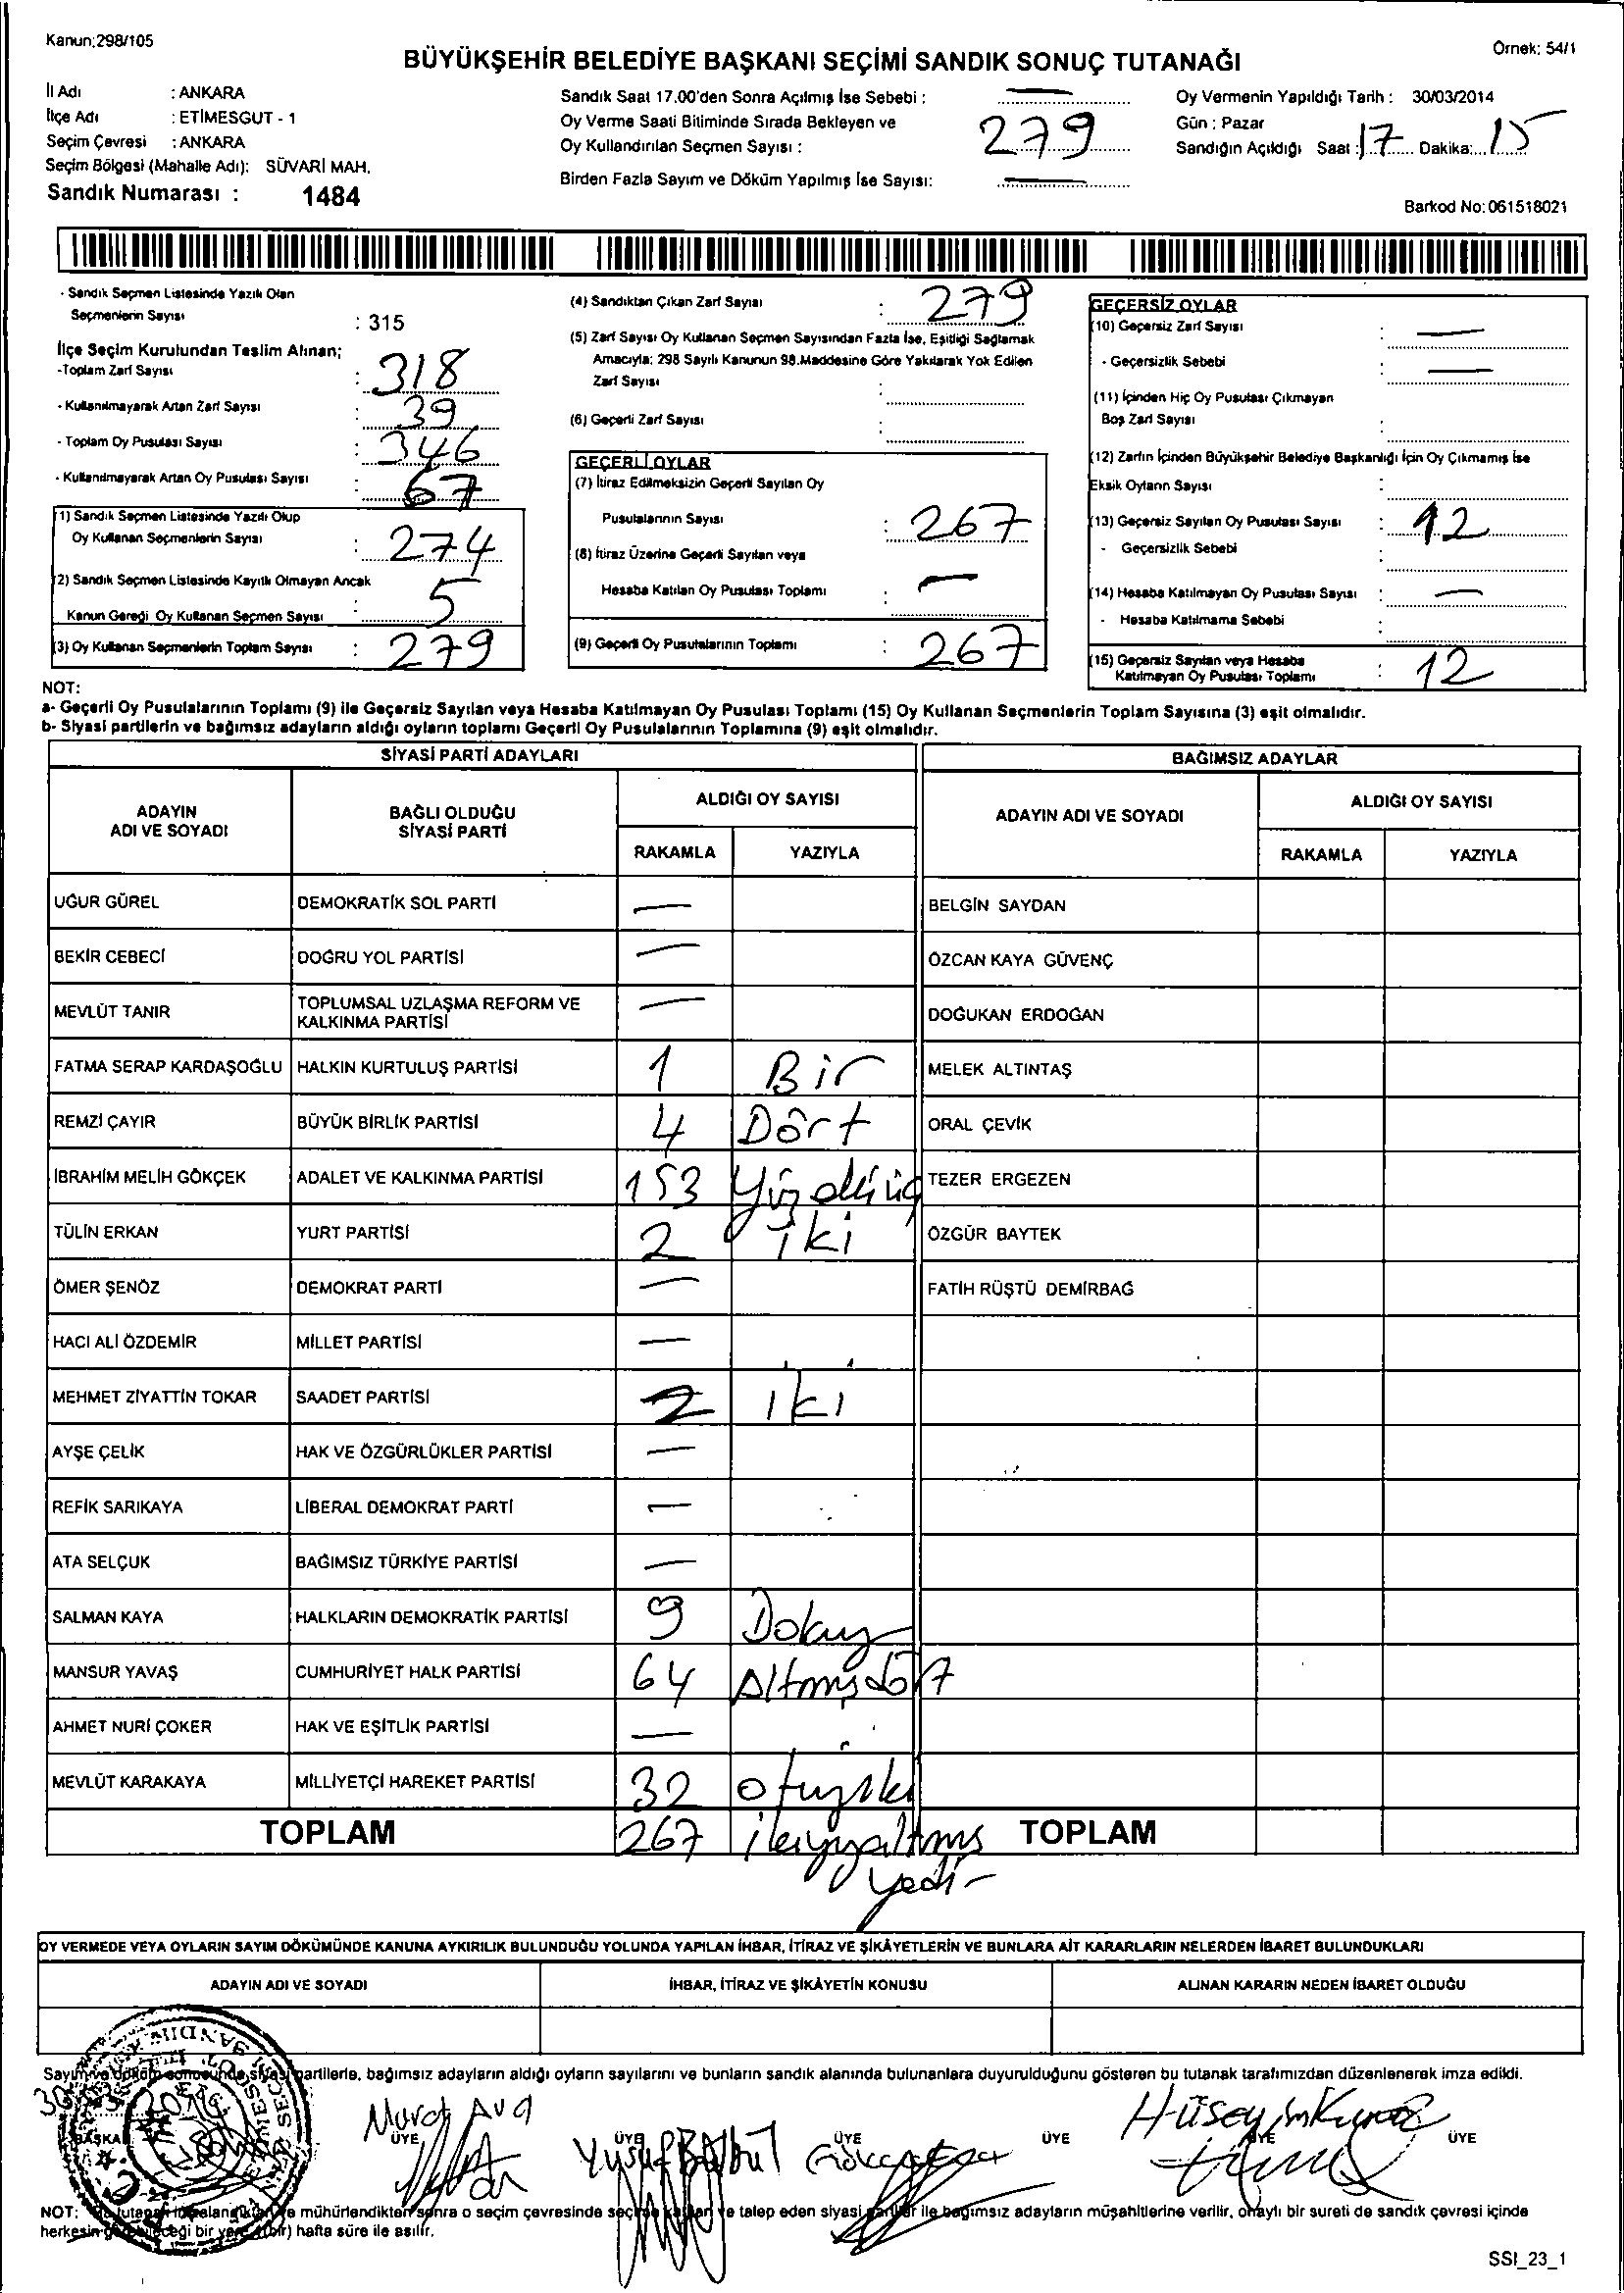 Kanun;298/105
Örnek: 54/1
BÜYÜKŞEHİR BELEDİYE BAŞKANI SEÇİMİ SANDIK SONUÇ TUTANAĞI
İl Adı : ANKARA
İlçe Adı : ETİMESGUT - 1
Seçim Çevresi : ANKARA
Seçim Bölgesi (Mahalle Adı): SÜVARİ MAH.
Sandık Numarası : 1484
Sandık Saat 17.00'den Sonra Açılmış İse Sebebi : —
Oy Verme Saati Bitiminde Sırada Bekleyen ve
Oy Kullandırılan Seçmen Sayısı : 279
Birden Fazla Sayım ve Döküm Yapılmış İse Sayısı: —
Oy Vermenin Yapıldığı Tarih : 30/03/2014
Gün : Pazar
Sandığın Açıldığı Saat : 17 Dakika: 15
Barkod No: 061518021
- Sandık Seçmen Listesinde Yazılı Olan
Seçmenlerin Sayısı : 315
İlçe Seçim Kurulundan Teslim Alınan;
-Toplam Zarf Sayısı : 318
- Kullanılmayarak Artan Zarf Sayısı : 39
- Toplam Oy Pusulası Sayısı : 346
- Kullanılmayarak Artan Oy Pusulası Sayısı : 67
(1) Sandık Seçmen Listesinde Yazılı Olup
Oy Kullanan Seçmenlerin Sayısı : 274
(2) Sandık Seçmen Listesinde Kayıtlı Olmayan Ancak
Kanun Gereği Oy Kullanan Seçmen Sayısı : 5
(3) Oy Kullanan Seçmenlerin Toplam Sayısı : 279
(4) Sandıktan Çıkan Zarf Sayısı : 279
(5) Zarf Sayısı Oy Kullanan Seçmen Sayısından Fazla İse, Eşitliği Sağlamak
Amacıyla; 298 Sayılı Kanunun 98.Maddesine Göre Yakılarak Yok Edilen
Zarf Sayısı :
(6) Geçerli Zarf Sayısı :
GEÇERLİ OYLAR
(7) İtiraz Edilmeksizin Geçerli Sayılan Oy
Pusulalarının Sayısı : 267
(8) İtiraz Üzerine Geçerli Sayılan veya
Hesaba Katılan Oy Pusulası Toplamı : —
(9) Geçerli Oy Pusulalarının Toplamı : 267
GEÇERSİZ OYLAR
(10) Geçersiz Zarf Sayısı : —
- Geçersizlik Sebebi : —
(11) İçinden Hiç Oy Pusulası Çıkmayan
Boş Zarf Sayısı :
(12) Zarfın İçinden Büyükşehir Belediye Başkanlığı İçin Oy Çıkmamış İse
Eksik Oyların Sayısı :
(13) Geçersiz Sayılan Oy Pusulası Sayısı : 12
- Geçersizlik Sebebi :
(14) Hesaba Katılmayan Oy Pusulası Sayısı : —
- Hesaba Katılmama Sebebi :
(15) Geçersiz Sayılan veya Hesaba
Katılmayan Oy Pusulası Toplamı : 12
NOT:
a- Geçerli Oy Pusulalarının Toplamı (9) ile Geçersiz Sayılan veya Hesaba Katılmayan Oy Pusulası Toplamı (15) Oy Kullanan Seçmenlerin Toplam Sayısına (3) eşit olmalıdır.
b- Siyasi partilerin ve bağımsız adayların aldığı oyların toplamı Geçerli Oy Pusulalarının Toplamına (9) eşit olmalıdır.
SİYASİ PARTİ ADAYLARI BAĞIMSIZ ADAYLAR
ADAYIN ADI VE SOYADI BAĞLI OLDUĞU SİYASİ PARTİ ALDIĞI OY SAYISI ADAYIN ADI VE SOYADI ALDIĞI OY SAYISI
RAKAMLA YAZIYLA RAKAMLA YAZIYLA
UĞUR GÜREL DEMOKRATİK SOL PARTİ — BELGİN SAYDAN
BEKİR CEBECİ DOĞRU YOL PARTİSİ — ÖZCAN KAYA GÜVENÇ
MEVLÜT TANIR TOPLUMSAL UZLAŞMA REFORM VE KALKINMA PARTİSİ — DOĞUKAN ERDOĞAN
FATMA SERAP KARDAŞOĞLU HALKIN KURTULUŞ PARTİSİ 1 Bir MELEK ALTINTAŞ
REMZİ ÇAYIR BÜYÜK BİRLİK PARTİSİ 4 Dört ORAL ÇEVİK
İBRAHİM MELİH GÖKÇEK ADALET VE KALKINMA PARTİSİ 153 Yüzelliüç TEZER ERGEZEN
TÜLİN ERKAN YURT PARTİSİ 2 iki ÖZGÜR BAYTEK
ÖMER ŞENÖZ DEMOKRAT PARTİ — FATİH RÜŞTÜ DEMİRBAĞ
HACI ALİ ÖZDEMİR MİLLET PARTİSİ —
MEHMET ZİYATTİN TOKAR SAADET PARTİSİ 2 iki
AYŞE ÇELİK HAK VE ÖZGÜRLÜKLER PARTİSİ —
REFİK SARIKAYA LİBERAL DEMOKRAT PARTİ —
ATA SELÇUK BAĞIMSIZ TÜRKİYE PARTİSİ —
SALMAN KAYA HALKLARIN DEMOKRATİK PARTİSİ 9 Dokuz
MANSUR YAVAŞ CUMHURİYET HALK PARTİSİ 64 Altmışdört
AHMET NURİ ÇOKER HAK VE EŞİTLİK PARTİSİ —
MEVLÜT KARAKAYA MİLLİYETÇİ HAREKET PARTİSİ 32 otuziki
TOPLAM 267 ikiyüzaltmış TOPLAM
yedi-
OY VERMEDE VEYA OYLARIN SAYIM DÖKÜMÜNDE KANUNA AYKIRILIK BULUNDUĞU YOLUNDA YAPILAN İHBAR, İTİRAZ VE ŞİKÂYETLERİN VE BUNLARA AİT KARARLARIN NELERDEN İBARET BULUNDUKLARI
ADAYIN ADI VE SOYADI İHBAR, İTİRAZ VE ŞİKÂYETİN KONUSU ALINAN KARARIN NEDEN İBARET OLDUĞU
Sayım ve döküm sonucunda siyasi partilerle, bağımsız adayların aldığı oyların sayılarını ve bunların sandık alanında bulunanlara duyurulduğunu gösteren bu tutanak tarafımızdan düzenlenerek imza edildi.
Murat Yusuf Hüseyin
BAŞKAN ÜYE ÜYE ÜYE ÜYE ÜYE ÜYE
NOT: Bu tutanak imzalandıktan ve mühürlendikten sonra o seçim çevresinde seçime katılan ve talep eden siyasi partiler ile bağımsız adayların müşahitlerine verilir, onaylı bir sureti de sandık çevresi içinde
herkesin görebileceği bir yere (bir) hafta süre ile asılır.
SSI_23_1